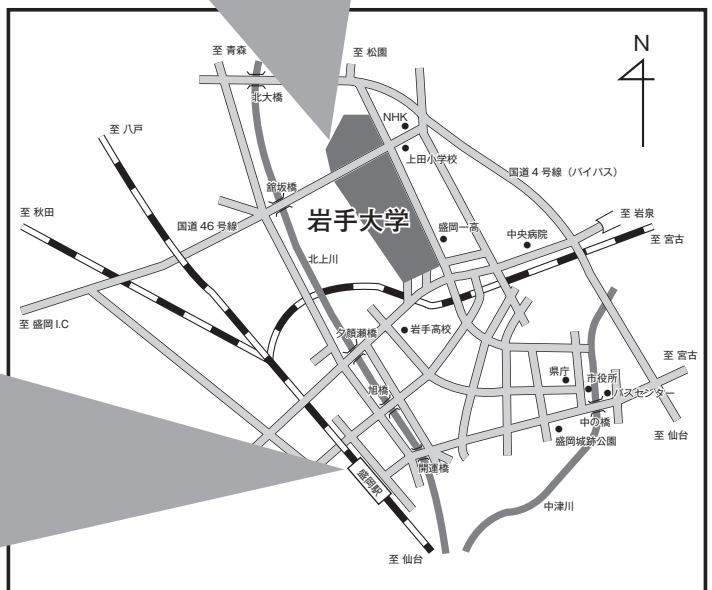 至 青森
至 松園
N
北大橋
NHK
至 八戸
上田小学校
国道４号線（バイパス）
舘坂橋
至 秋田
岩手大学
至 岩泉
国道 46 号線
盛岡一高
中央病院
至 宮古
北上川
至 盛岡 I.C
夕顔瀬橋
岩手高校
至 宮古
県庁
市役所
旭橋
バスセンター
中の橋
至 仙台
盛岡城跡公園
開運橋
盛岡駅
中津川
至 仙台